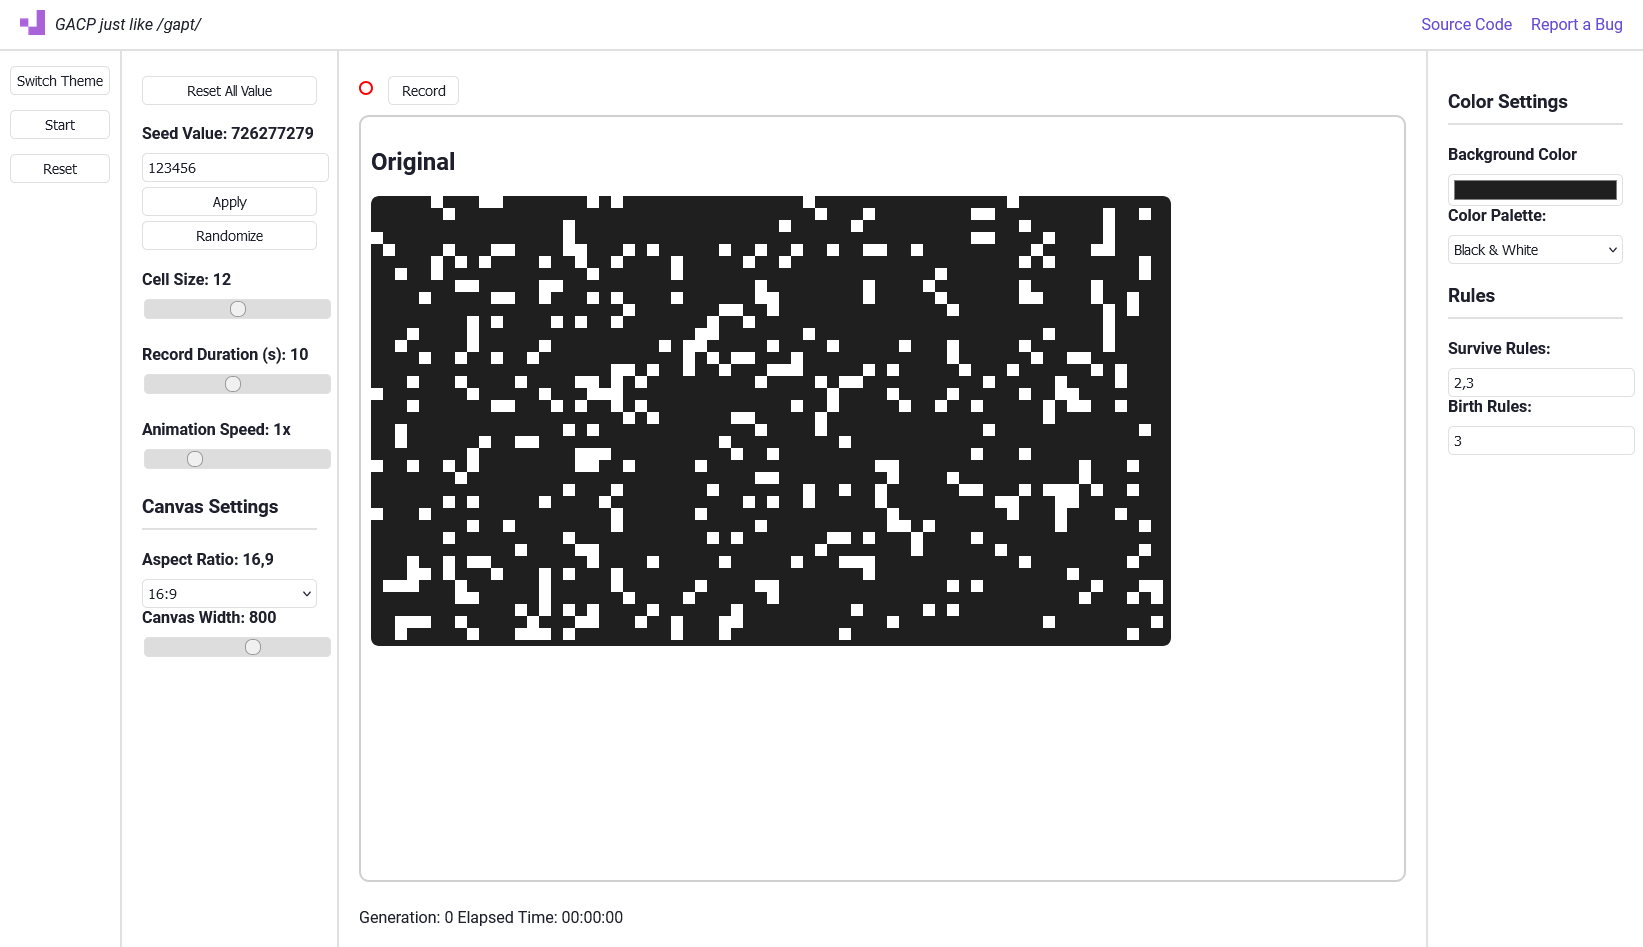 GACP just like /gapt/
Source Code
Report a Bug
Switch Theme
Start
Reset
Reset All Value
Seed Value: 726277279
123456
Apply
Randomize
Cell Size: 12
Record Duration (s): 10
Animation Speed: 1x
Canvas Settings
Aspect Ratio: 16,9
16:9
Canvas Width: 800
Record
Original
Generation: 0 Elapsed Time: 00:00:00
Color Settings
Background Color
Color Palette:
Black & White
Rules
Survive Rules:
2,3
Birth Rules:
3